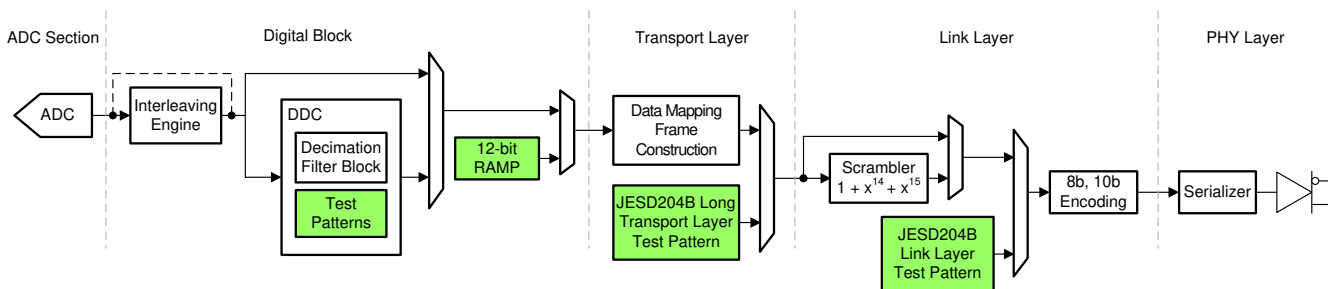 ADC Section
Digital Block
Transport Layer
Link Layer
PHY Layer
ADC
Interleaving
Engine
DDC
Decimation
Filter Block
Test
Patterns
12-bit
RAMP
Data Mapping
Frame
Construction
JESD204B Long
Transport Layer
Test Pattern
Scrambler
1 + x¹⁴ + x¹⁵
JESD204B
Link Layer
Test Pattern
8b, 10b
Encoding
Serializer